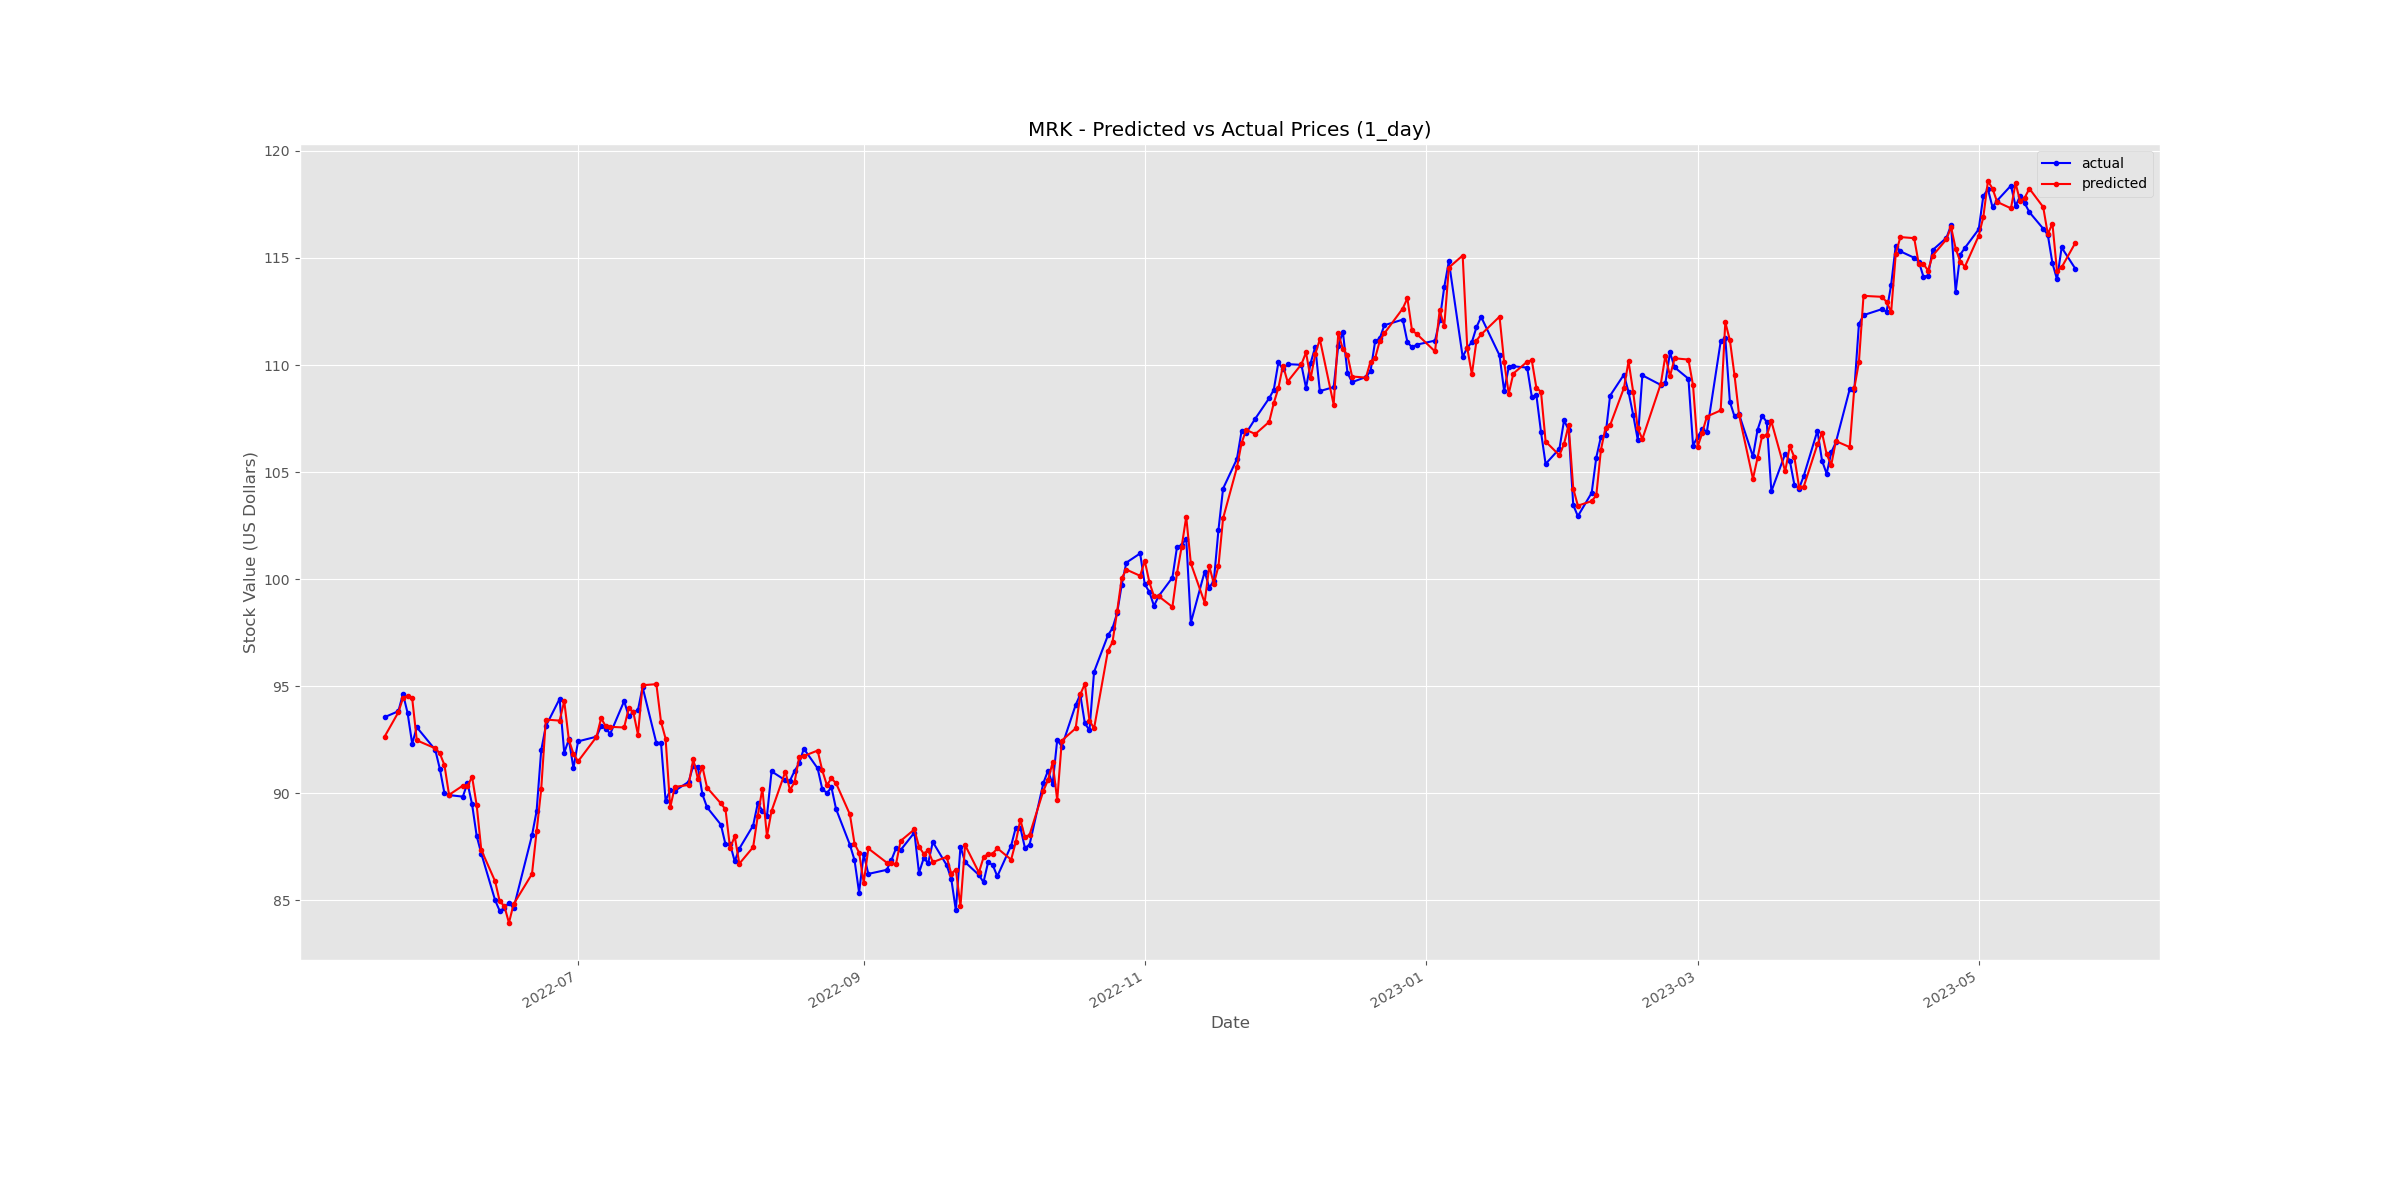 MRK - Predicted vs Actual Prices (1_day)
120
115
110
105
100
95
90
85
Stock Value (US Dollars)
actual
predicted
2022-07
2022-09
2022-11
2023-01
2023-03
2023-05
Date